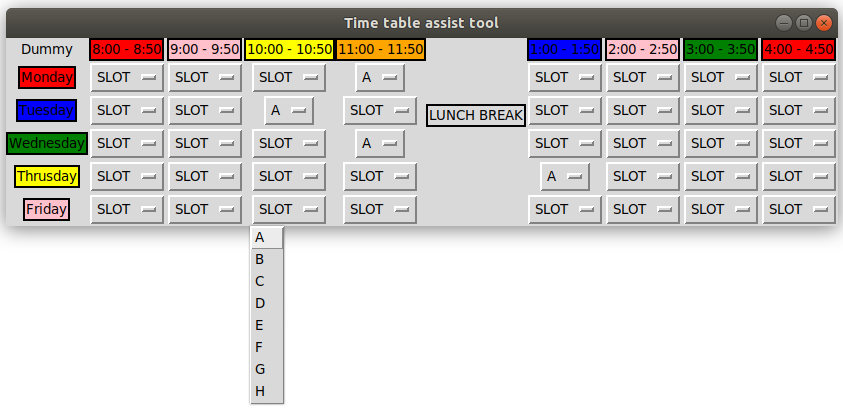 Time table assist tool
Dummy 8:00 - 8:50 9:00 - 9:50 10:00 - 10:50 11:00 - 11:50 1:00 - 1:50 2:00 - 2:50 3:00 - 3:50 4:00 - 4:50
Monday SLOT SLOT SLOT A SLOT SLOT SLOT SLOT
Tuesday SLOT SLOT A SLOT LUNCH BREAK SLOT SLOT SLOT SLOT
Wednesday SLOT SLOT SLOT A SLOT SLOT SLOT SLOT
Thrusday SLOT SLOT SLOT SLOT A SLOT SLOT SLOT
Friday SLOT SLOT SLOT SLOT SLOT SLOT SLOT SLOT
A
B
C
D
E
F
G
H